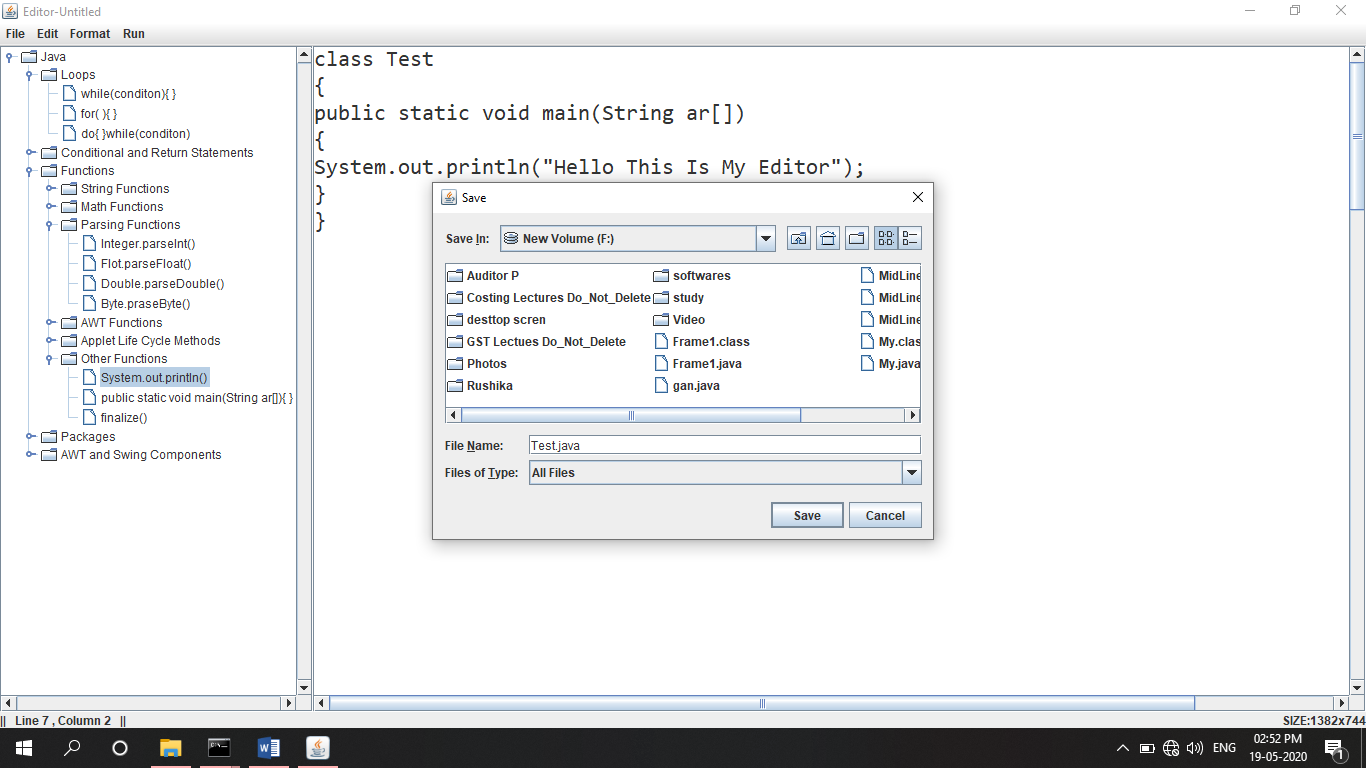 Editor-Untitled
File Edit Format Run
Java
Loops
while(conditon){ }
for( ){ }
do{ }while(conditon)
Conditional and Return Statements
Functions
String Functions
Math Functions
Parsing Functions
Integer.parseInt()
Flot.parseFloat()
Double.parseDouble()
Byte.praseByte()
AWT Functions
Applet Life Cycle Methods
Other Functions
System.out.println()
public static void main(String ar[]){ }
finalize()
Packages
AWT and Swing Components
class Test
{
public static void main(String ar[])
{
System.out.println("Hello This Is My Editor");
}
}
Save
Save In: New Volume (F:)
Auditor P
Costing Lectures Do_Not_Delete
desttop scren
GST Lectues Do_Not_Delete
Photos
Rushika
softwares
study
Video
Frame1.class
Frame1.java
gan.java
MidLine
MidLine
MidLine
My.clas
My.java
File Name: Test.java
Files of Type: All Files
Save Cancel
|| Line 7 , Column 2 ||
SIZE:1382x744
ENG
02:52 PM
19-05-2020
1